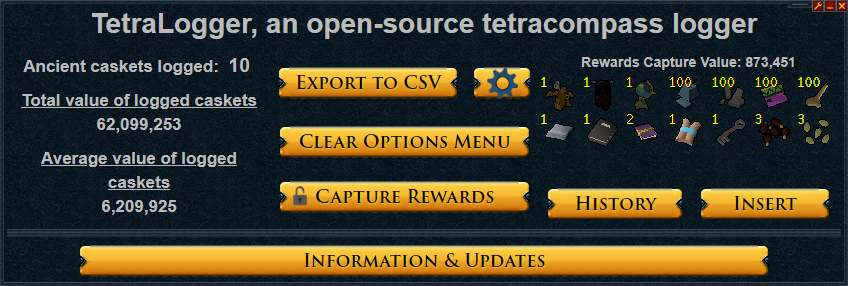 TetraLogger, an open-source tetracompass logger
Ancient caskets logged: 10
Total value of logged caskets
62,099,253
Average value of logged
caskets
6,209,925
Export to CSV
Clear Options Menu
Capture Rewards
Rewards Capture Value: 873,451
1 1 1 100 100 100 100
1 1 2 1 1 3 3
History
Insert
Information & Updates